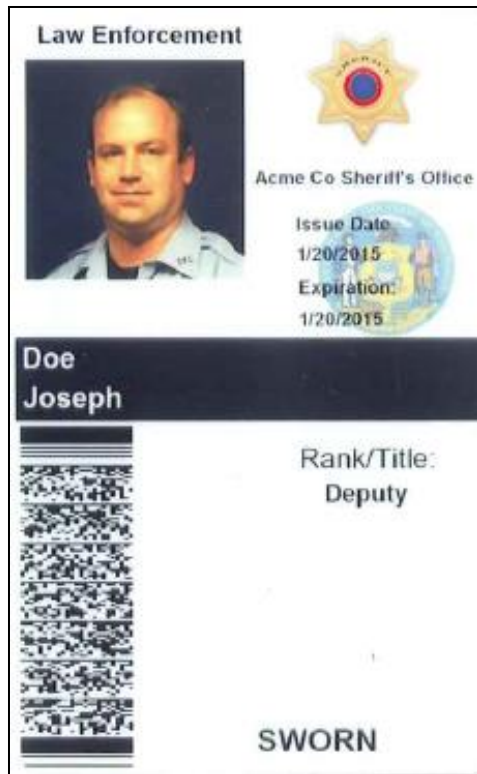 Law Enforcement
SHERIFF
Acme Co Sheriff's Office
Issue Date
1/20/2015
Expiration:
1/20/2015
Doe
Joseph
Rank/Title:
Deputy
SWORN